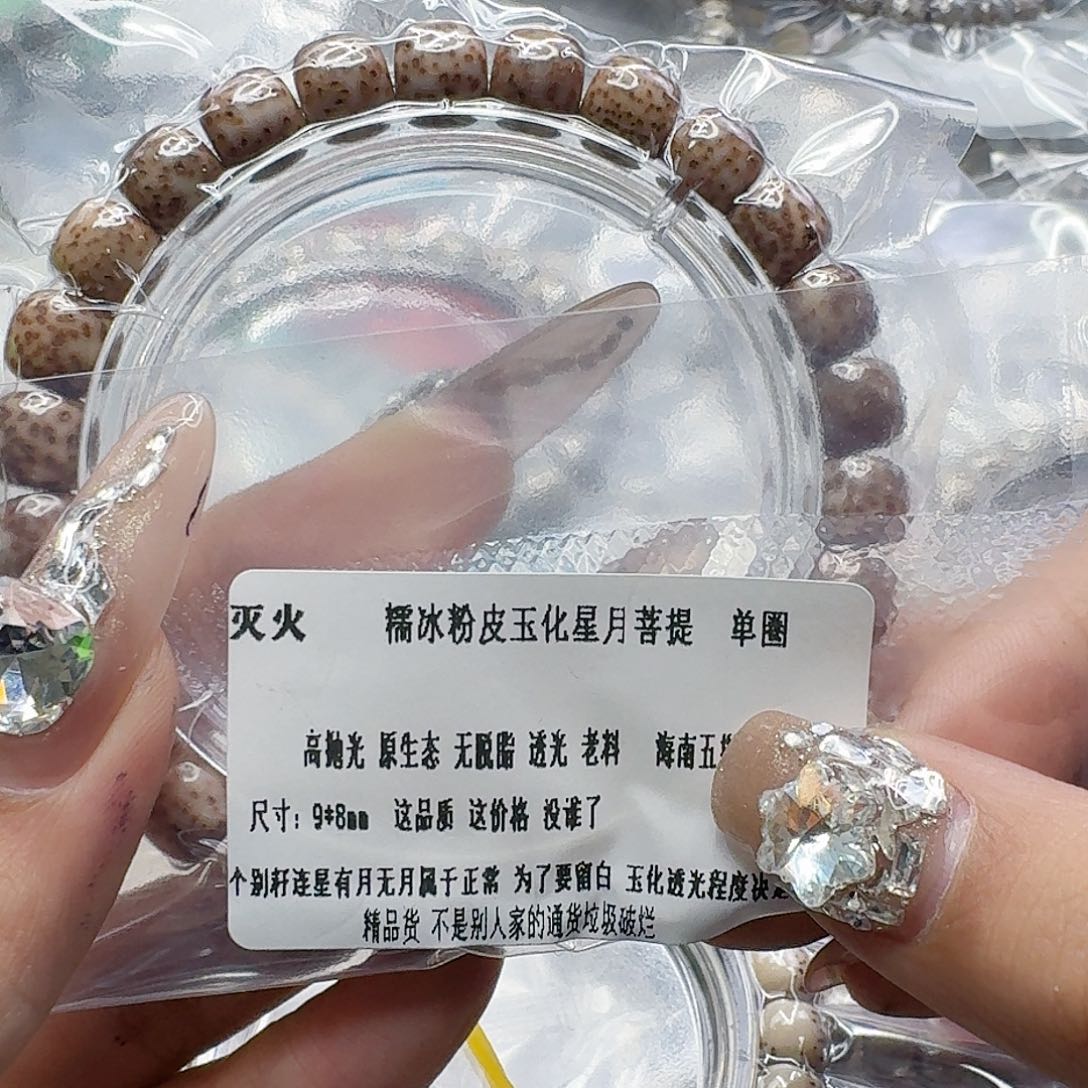 灭火 糯冰粉皮玉化星月菩提 单圈
高抛光 原生态 无脱脂 透光 老料 海南五
尺寸：9*8mm 这品质 这价格 没谁了
个别轩连星有月无月属于正常 为了要留白 玉化透光程度决定
精品货 不是别人家的通货垃圾破烂